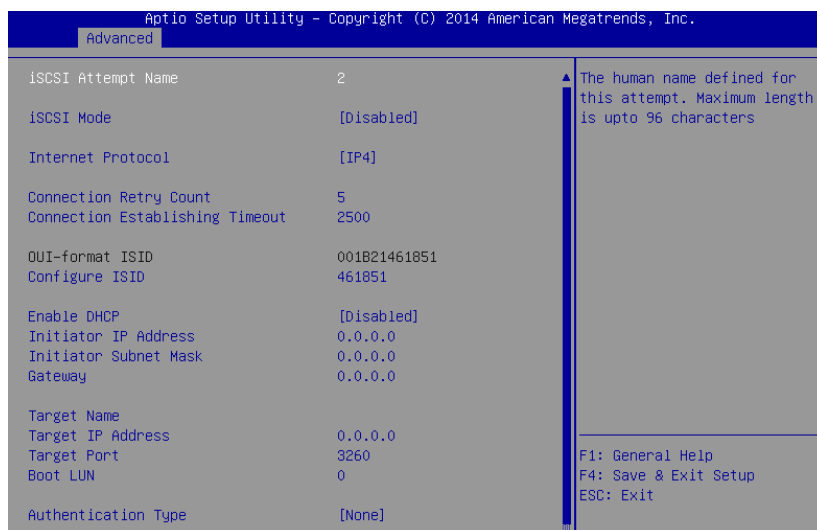 Aptio Setup Utility – Copyright (C) 2014 American Megatrends, Inc.
Advanced
iSCSI Attempt Name 2
iSCSI Mode [Disabled]
Internet Protocol [IP4]
Connection Retry Count 5
Connection Establishing Timeout 2500
OUI-format ISID 001B21461851
Configure ISID 461851
Enable DHCP [Disabled]
Initiator IP Address 0.0.0.0
Initiator Subnet Mask 0.0.0.0
Gateway 0.0.0.0
Target Name
Target IP Address 0.0.0.0
Target Port 3260
Boot LUN 0
Authentication Type [None]
The human name defined for
this attempt. Maximum length
is upto 96 characters
F1: General Help
F4: Save & Exit Setup
ESC: Exit